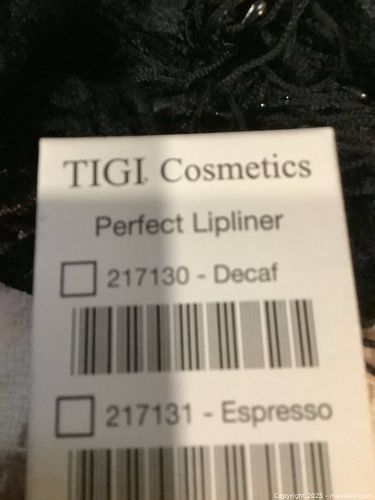 TIGI Cosmetics
Perfect Lipliner
217130 - Decaf
217131 - Espresso
Copyright 2025 - maxsold.com